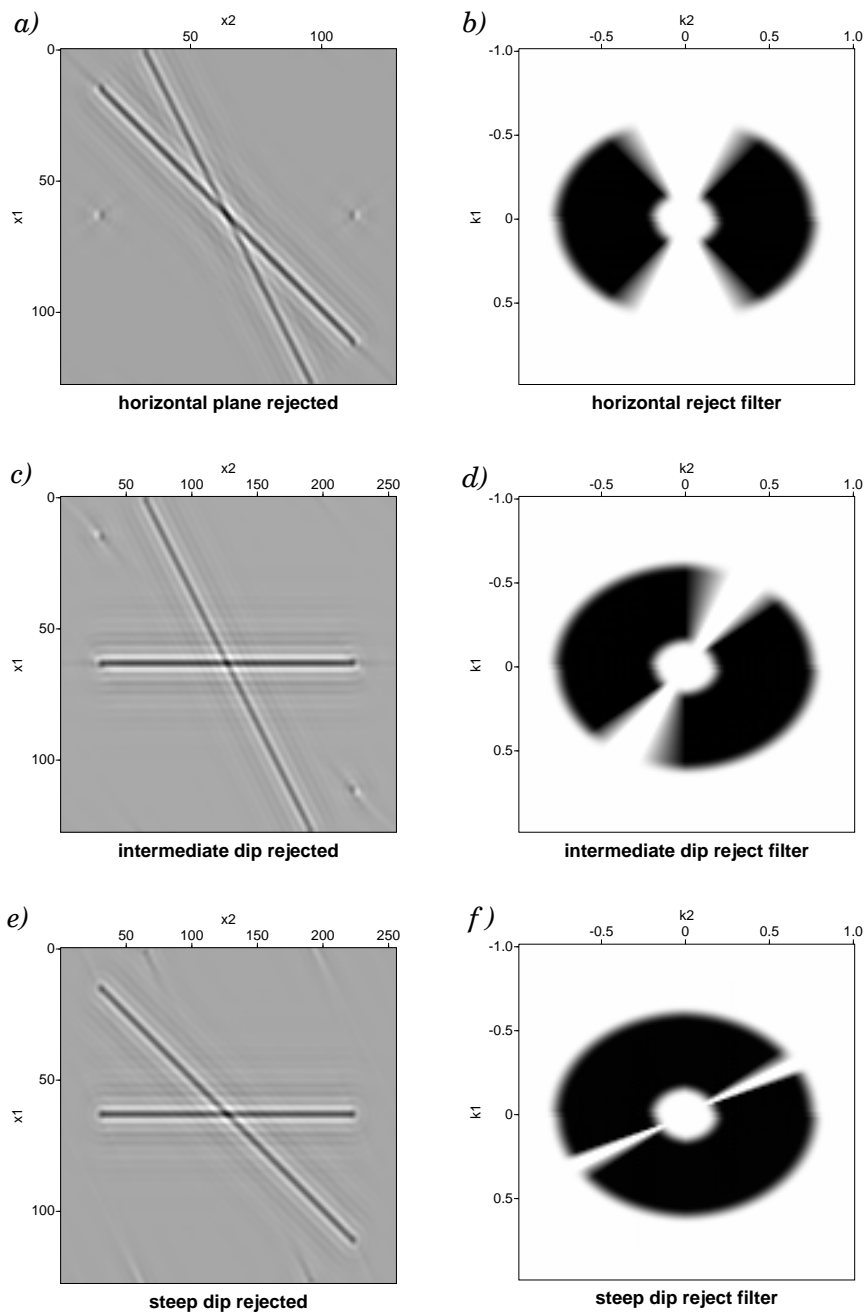 a)
x2
50 100
0
50
100
x1
horizontal plane rejected
b)
k2
-0.5 0 0.5 1.0
-1.0
-0.5
0
0.5
k1
horizontal reject filter
c)
x2
50 100 150 200 250
0
50
100
x1
intermediate dip rejected
d)
k2
-0.5 0 0.5 1.0
-1.0
-0.5
0
0.5
k1
intermediate dip reject filter
e)
x2
50 100 150 200 250
0
50
100
x1
steep dip rejected
f)
k2
-0.5 0 0.5 1.0
-1.0
-0.5
0
0.5
k1
steep dip reject filter